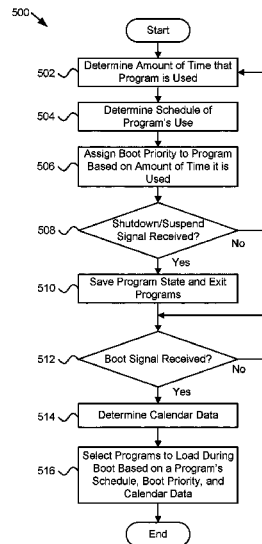 500
Start
502
Determine Amount of Time that
Program is Used
504
Determine Schedule of
Program's Use
506
Assign Boot Priority to Program
Based on Amount of Time it is
Used
508
Shutdown/Suspend
Signal Received?
No
Yes
510
Save Program State and Exit
Programs
512
Boot Signal Received?
No
Yes
514
Determine Calendar Data
516
Select Programs to Load During
Boot Based on a Program's
Schedule, Boot Priority, and
Calendar Data
End